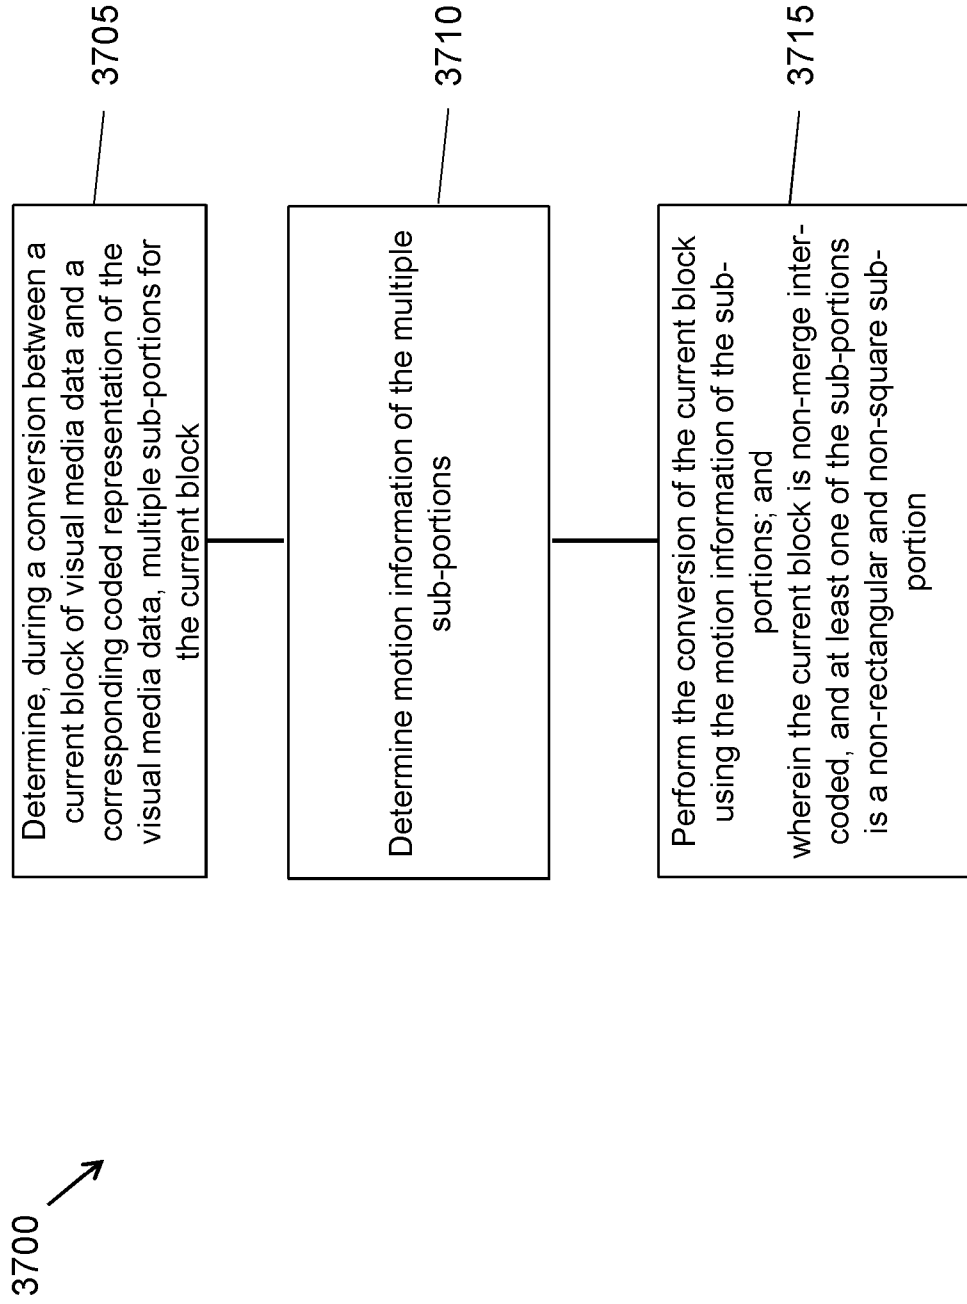 3700
Determine, during a conversion between a
current block of visual media data and a
corresponding coded representation of the
visual media data, multiple sub-portions for
the current block
3705
Determine motion information of the multiple
sub-portions
3710
Perform the conversion of the current block
using the motion information of the sub-
portions; and
wherein the current block is non-merge inter-
coded, and at least one of the sub-portions
is a non-rectangular and non-square sub-
portion
3715